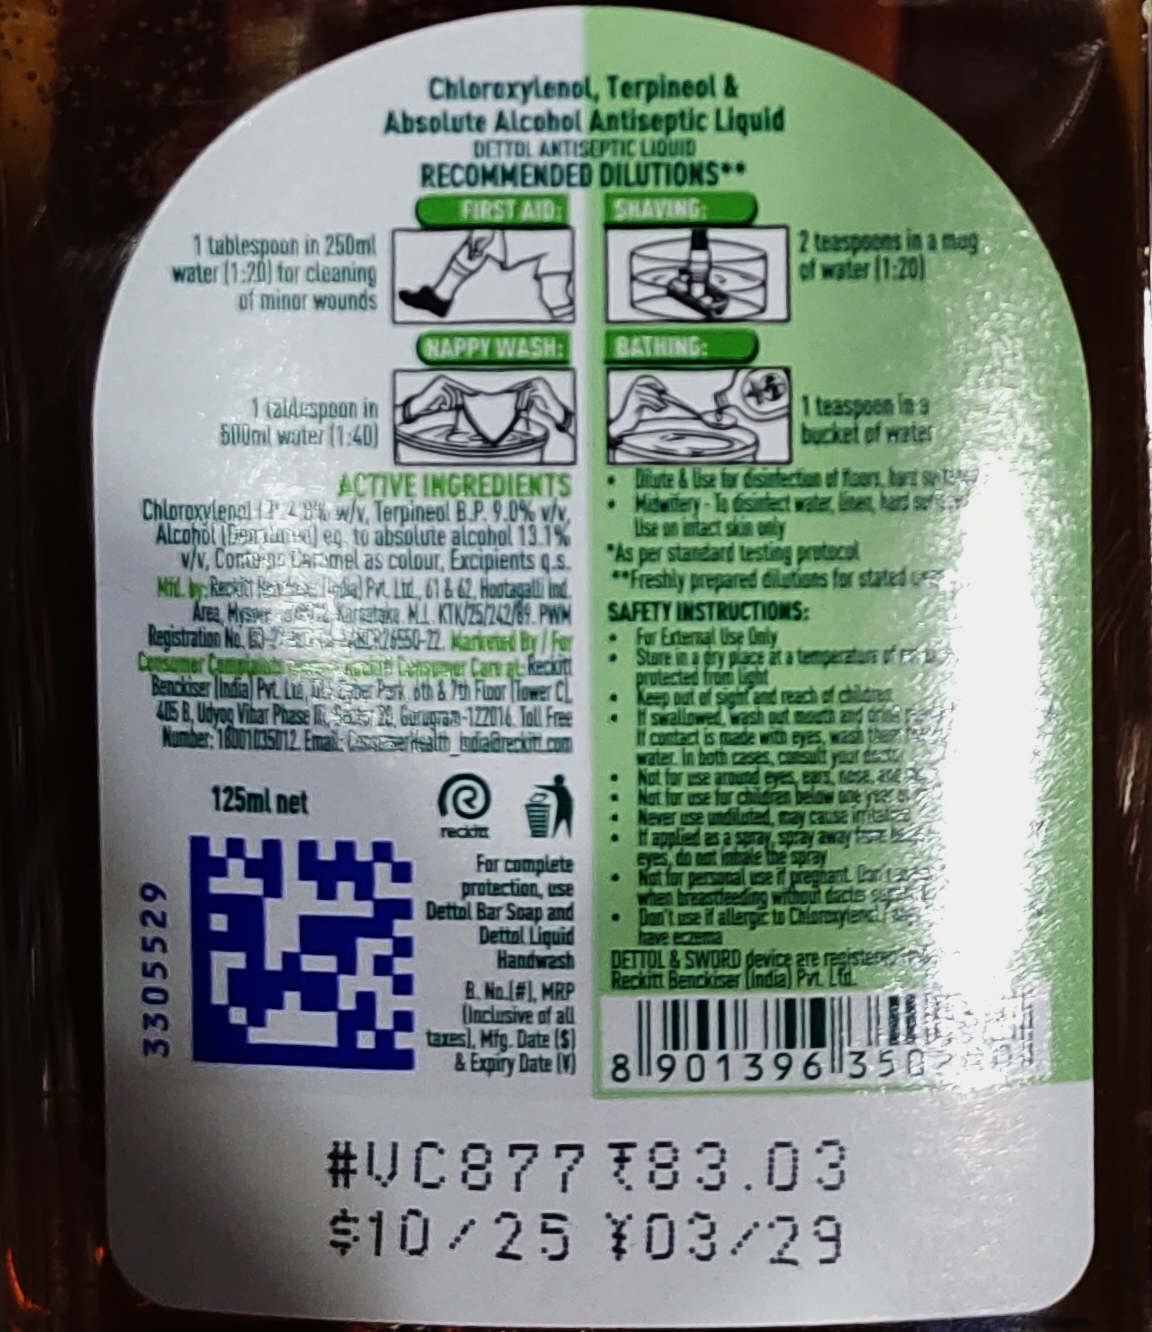 Chloroxylenol, Terpineol &
Absolute Alcohol Antiseptic Liquid
DETTOL ANTISEPTIC LIQUID
RECOMMENDED DILUTIONS**
FIRST AID:
1 tablespoon in 250ml
water (1:20) for cleaning
of minor wounds
SHAVING:
2 teaspoons in a mug
of water (1:20)
NAPPY WASH:
1 tablespoon in
500ml water (1:40)
BATHING:
1 teaspoon in a
bucket of water
ACTIVE INGREDIENTS
Chloroxylenol w/v, Terpineol B.P. 9.0% v/v,
Alcohol eq. to absolute alcohol 13.1%
v/v, Caramel as colour, Excipients q.s.
Mfd. by: Reckitt (India) Pvt. Ltd., 61 & 62, Hootagalli Ind.
Area, Karnataka. M.L. KTK/25/242/89. PWM
Registration No. Marketed By / For
Consumer Complaints Consumer Care at: Reckitt
Benckiser (India) Pvt. Park, 6th & 7th Floor (Tower C),
405 B, Udyog Vihar Phase Gurugram-122016. Toll Free
Number: 18001035012. Email:
125ml net
reckitt
3305529
For complete
protection, use
Dettol Bar Soap and
Dettol Liquid
Handwash
B. No.(#), MRP
(Inclusive of all
taxes), Mfg. Date ($)
& Expiry Date (¥)
• Dilute & Use for disinfection of floors, hard
• Midwifery - To disinfect water, linen, hard
Use on intact skin only
*As per standard testing protocol
**Freshly prepared dilutions for stated
SAFETY INSTRUCTIONS:
• For External Use Only
• Store in a dry place at a temperature of
protected from light
• Keep out of sight and reach of children
• If swallowed, wash out mouth and drink
If contact is made with eyes, wash
water. In both cases, consult your doctor
• Not for use around eyes, ears, nose,
• Not for use for children below one year
• Never use undiluted, may cause
• If applied as a spray, spray away from
eyes, do not inhale the spray
• Not for personal use if pregnant. Don't
when breastfeeding without
• Don't use if allergic to
have eczema
DETTOL & SWORD device are registered
Reckitt Benckiser (India) Pvt. Ltd.
8 901396 35
#VC877 ₹83.03
$10/25 ¥03/29